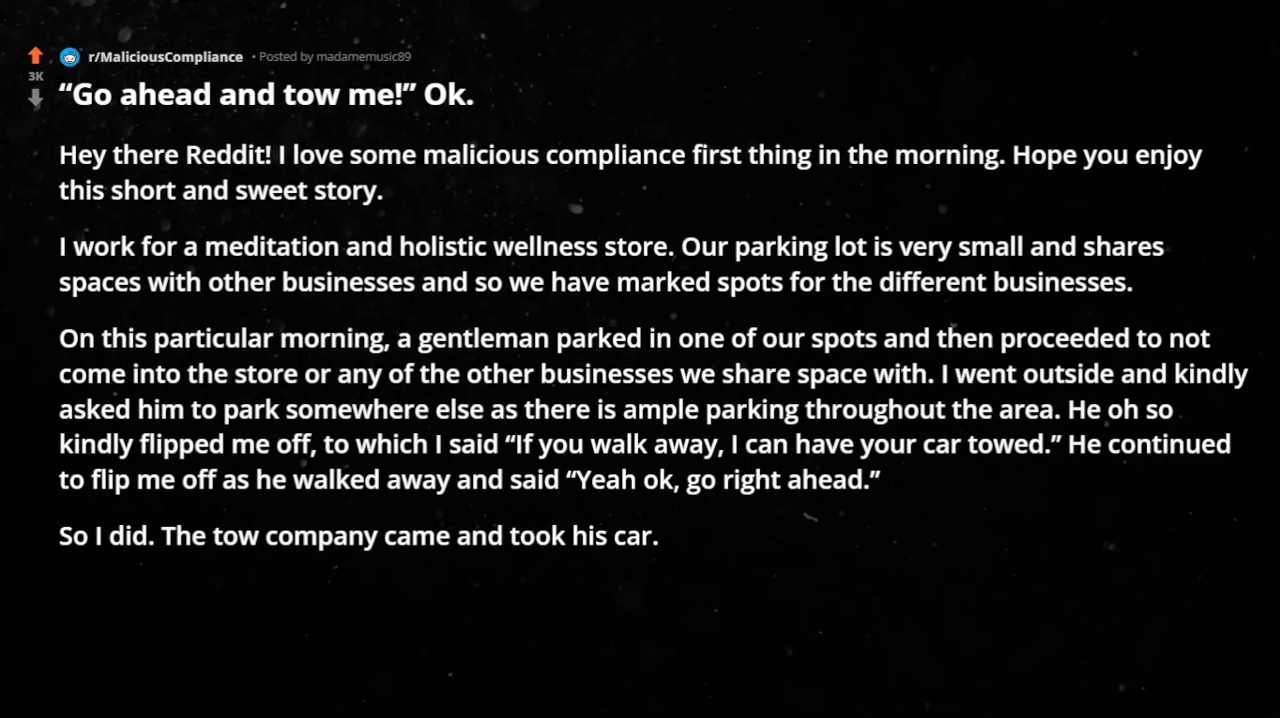 r/MaliciousCompliance • Posted by madamemusic89
3K
“Go ahead and tow me!” Ok.
Hey there Reddit! I love some malicious compliance first thing in the morning. Hope you enjoy
this short and sweet story.
I work for a meditation and holistic wellness store. Our parking lot is very small and shares
spaces with other businesses and so we have marked spots for the different businesses.
On this particular morning, a gentleman parked in one of our spots and then proceeded to not
come into the store or any of the other businesses we share space with. I went outside and kindly
asked him to park somewhere else as there is ample parking throughout the area. He oh so
kindly flipped me off, to which I said “If you walk away, I can have your car towed.” He continued
to flip me off as he walked away and said “Yeah ok, go right ahead.”
So I did. The tow company came and took his car.